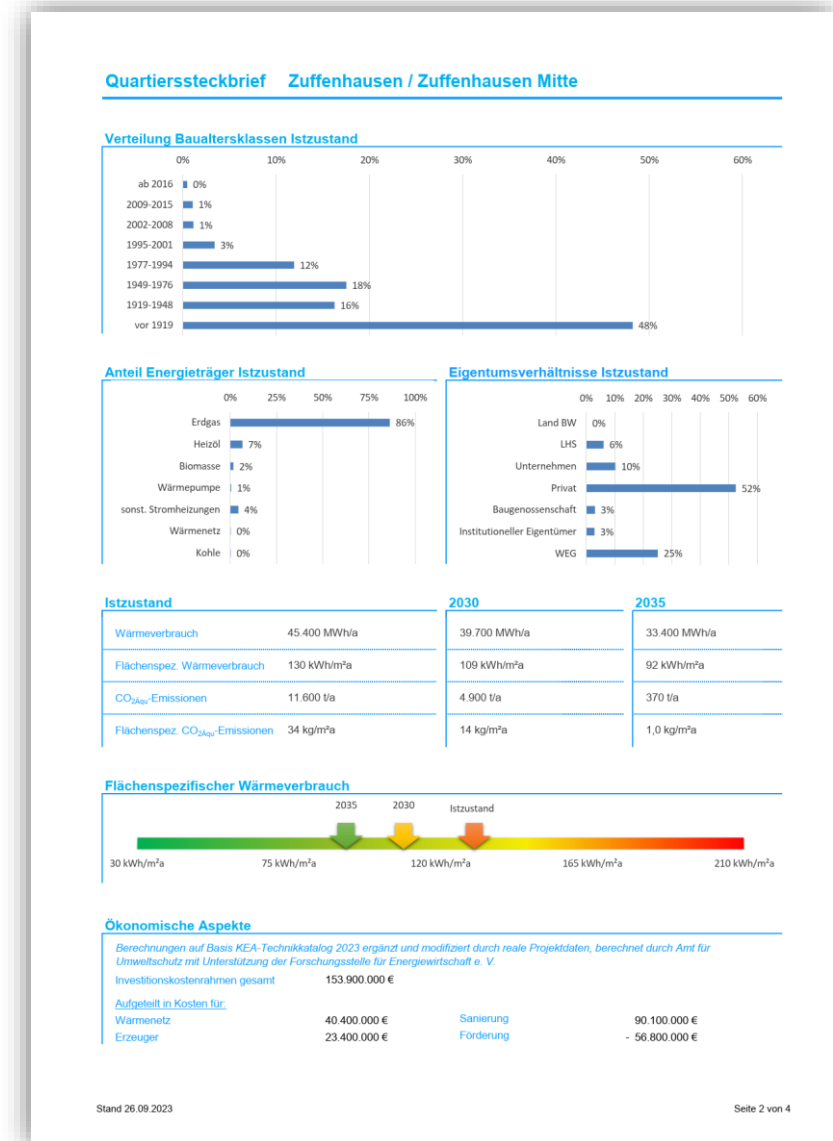 Quartierssteckbrief Zuffenhausen / Zuffenhausen Mitte
Verteilung Baualtersklassen Istzustand
0% 10% 20% 30% 40% 50% 60%
ab 2016 0%
2009-2015 1%
2002-2008 1%
1995-2001 3%
1977-1994 12%
1949-1976 18%
1919-1948 16%
vor 1919 48%
Anteil Energieträger Istzustand
0% 25% 50% 75% 100%
Erdgas 86%
Heizöl 7%
Biomasse 2%
Wärmepumpe 1%
sonst. Stromheizungen 4%
Wärmenetz 0%
Kohle 0%
Eigentumsverhältnisse Istzustand
0% 10% 20% 30% 40% 50% 60%
Land BW 0%
LHS 6%
Unternehmen 10%
Privat 52%
Baugenossenschaft 3%
Institutioneller Eigentümer 3%
WEG 25%
Istzustand 2030 2035
Wärmeverbrauch 45.400 MWh/a 39.700 MWh/a 33.400 MWh/a
Flächenspez. Wärmeverbrauch 130 kWh/m²a 109 kWh/m²a 92 kWh/m²a
CO2Äqu-Emissionen 11.600 t/a 4.900 t/a 370 t/a
Flächenspez. CO2Äqu-Emissionen 34 kg/m²a 14 kg/m²a 1,0 kg/m²a
Flächenspezifischer Wärmeverbrauch
2035 2030 Istzustand
30 kWh/m²a 75 kWh/m²a 120 kWh/m²a 165 kWh/m²a 210 kWh/m²a
Ökonomische Aspekte
Berechnungen auf Basis KEA-Technikkatalog 2023 ergänzt und modifiziert durch reale Projektdaten, berechnet durch Amt für
Umweltschutz mit Unterstützung der Forschungsstelle für Energiewirtschaft e. V.
Investitionskostenrahmen gesamt 153.900.000 €
Aufgeteilt in Kosten für:
Wärmenetz 40.400.000 € Sanierung 90.100.000 €
Erzeuger 23.400.000 € Förderung - 56.800.000 €
Stand 26.09.2023 Seite 2 von 4